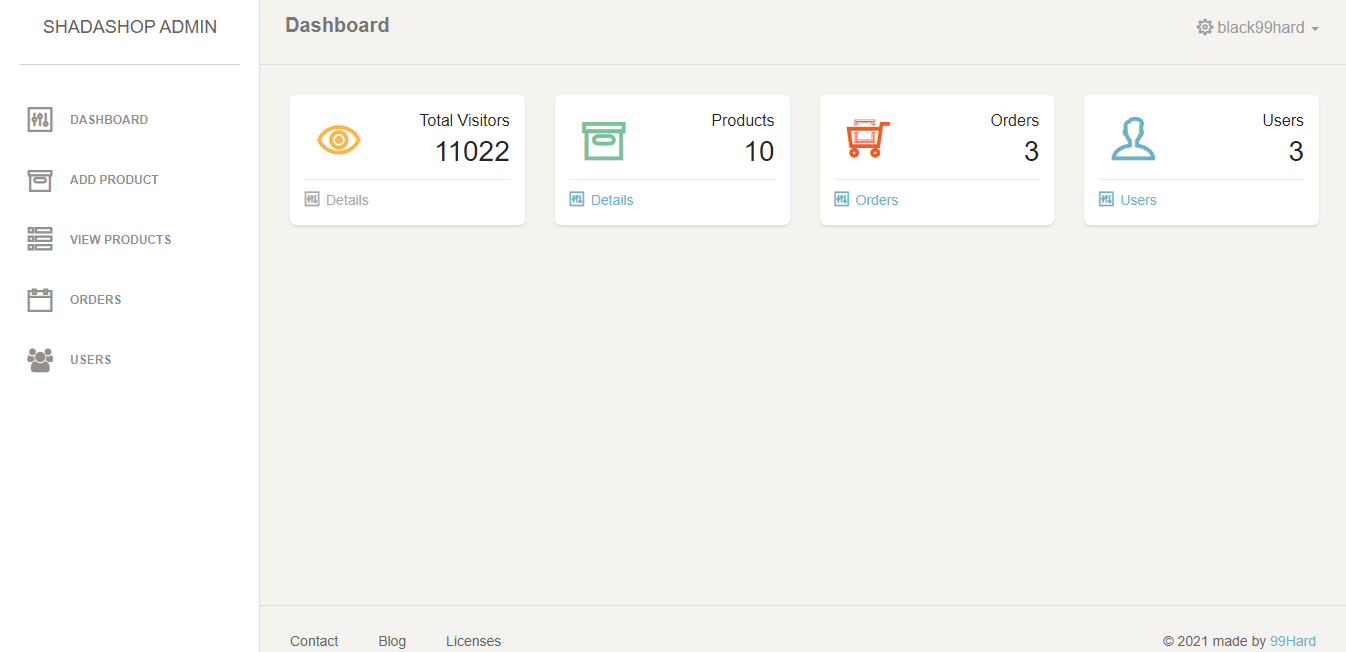 SHADASHOP ADMIN
Dashboard
black99hard
DASHBOARD
ADD PRODUCT
VIEW PRODUCTS
ORDERS
USERS
Total Visitors
11022
Details
Products
10
Details
Orders
3
Orders
Users
3
Users
Contact Blog Licenses
© 2021 made by 99Hard